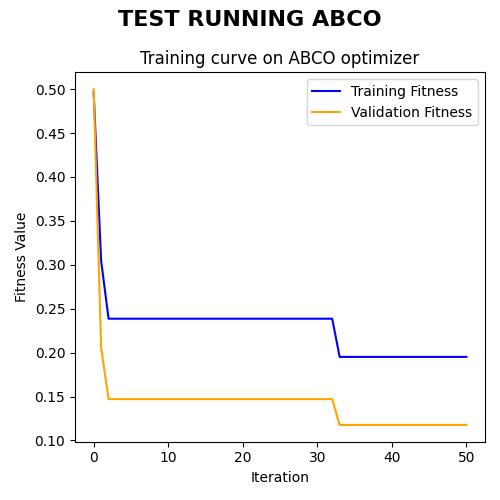 TEST RUNNING ABCO
Training curve on ABCO optimizer
Training Fitness
Validation Fitness
Fitness Value
0.50
0.45
0.40
0.35
0.30
0.25
0.20
0.15
0.10
0 10 20 30 40 50
Iteration